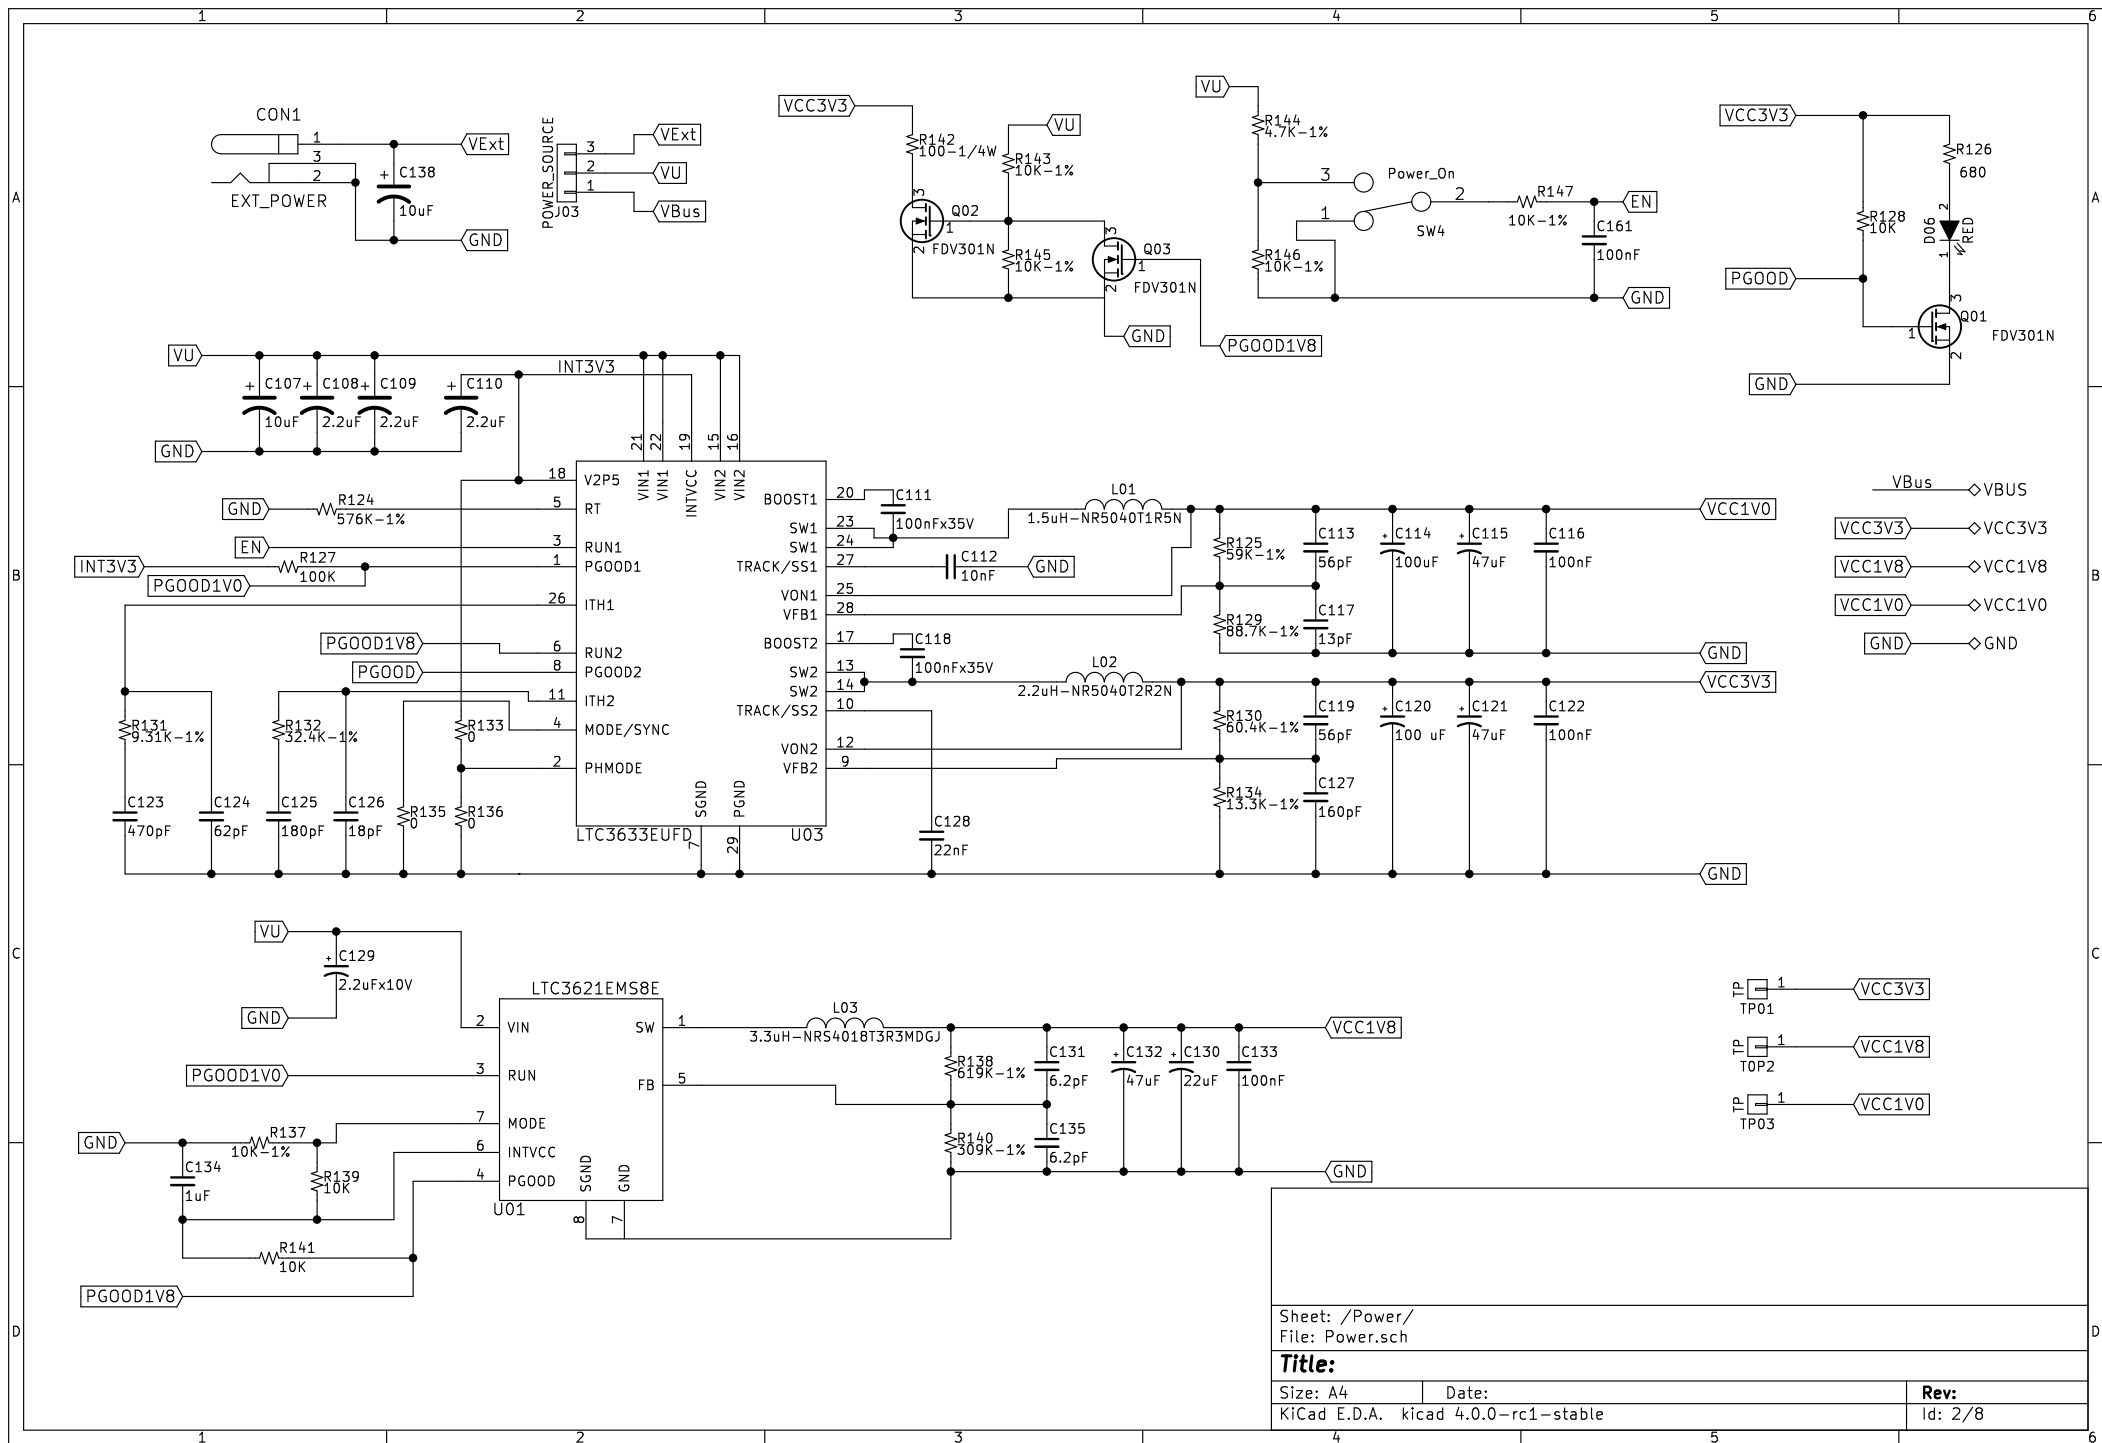 1 2 3 4 5 6
A
B
C
D
CON1
1
3
2
EXT_POWER
+ C138
10uF
VExt
GND
POWER_SOURCE
3
2
1
J03
VExt
VU
VBus
VCC3V3
R142
100-1/4W
VU
R143
10K-1%
3
Q02
1
2
FDV301N
R145
10K-1%
3
Q03
1
2
FDV301N
GND
PGOOD1V8
VU
R144
4.7K-1%
3
Power_On
2
1
SW4
R147
10K-1%
EN
C161
100nF
R146
10K-1%
GND
VCC3V3
R126
680
R128
10K
2
D06
RED
1
PGOOD
3
Q01
1
2
FDV301N
GND
VU
INT3V3
+ C107
10uF
+ C108
2.2uF
+ C109
2.2uF
+ C110
2.2uF
GND
21 22 19 15 16
VIN1 VIN1 INTVCC VIN2 VIN2
18 V2P5
GND
R124
576K-1%
5 RT
EN
3 RUN1
INT3V3
R127
100K
1 PGOOD1
PGOOD1V0
26 ITH1
PGOOD1V8
6 RUN2
PGOOD
8 PGOOD2
11 ITH2
4 MODE/SYNC
2 PHMODE
R131
9.31K-1%
R132
32.4K-1%
R133
0
C123
470pF
C124
62pF
C125
180pF
C126
18pF
R135
0
R136
0
SGND PGND
7 29
LTC3633EUFD
U03
BOOST1 20
SW1 23
SW1 24
TRACK/SS1 27
VON1 25
VFB1 28
BOOST2 17
SW2 13
SW2 14
TRACK/SS2 10
VON2 12
VFB2 9
C111
100nFx35V
L01
1.5uH-NR5040T1R5N
C112
10nF
GND
C118
100nFx35V
L02
2.2uH-NR5040T2R2N
C128
22nF
VCC1V0
R125
59K-1%
C113
56pF
+ C114
100uF
+ C115
47uF
C116
100nF
R129
88.7K-1%
C117
13pF
GND
VCC3V3
R130
60.4K-1%
C119
56pF
+ C120
100 uF
+ C121
47uF
C122
100nF
R134
13.3K-1%
C127
160pF
GND
VBus VBUS
VCC3V3 VCC3V3
VCC1V8 VCC1V8
VCC1V0 VCC1V0
GND GND
VU
+ C129
2.2uFx10V
GND
LTC3621EMS8E
2 VIN
PGOOD1V0
3 RUN
7 MODE
6 INTVCC
4 PGOOD
SW 1
FB 5
SGND GND
8 7
U01
GND
R137
10K-1%
C134
1uF
R139
10K
R141
10K
PGOOD1V8
L03
3.3uH-NRS4018T3R3MDGJ
R138
619K-1%
C131
6.2pF
+ C132
47uF
+ C130
22uF
C133
100nF
VCC1V8
R140
309K-1%
C135
6.2pF
GND
TP 1 VCC3V3
TP01
TP 1 VCC1V8
TOP2
TP 1 VCC1V0
TP03
Sheet: /Power/
File: Power.sch
Title:
Size: A4 Date: Rev:
KiCad E.D.A. kicad 4.0.0-rc1-stable Id: 2/8
1 2 3 4 5 6
A
B
C
D